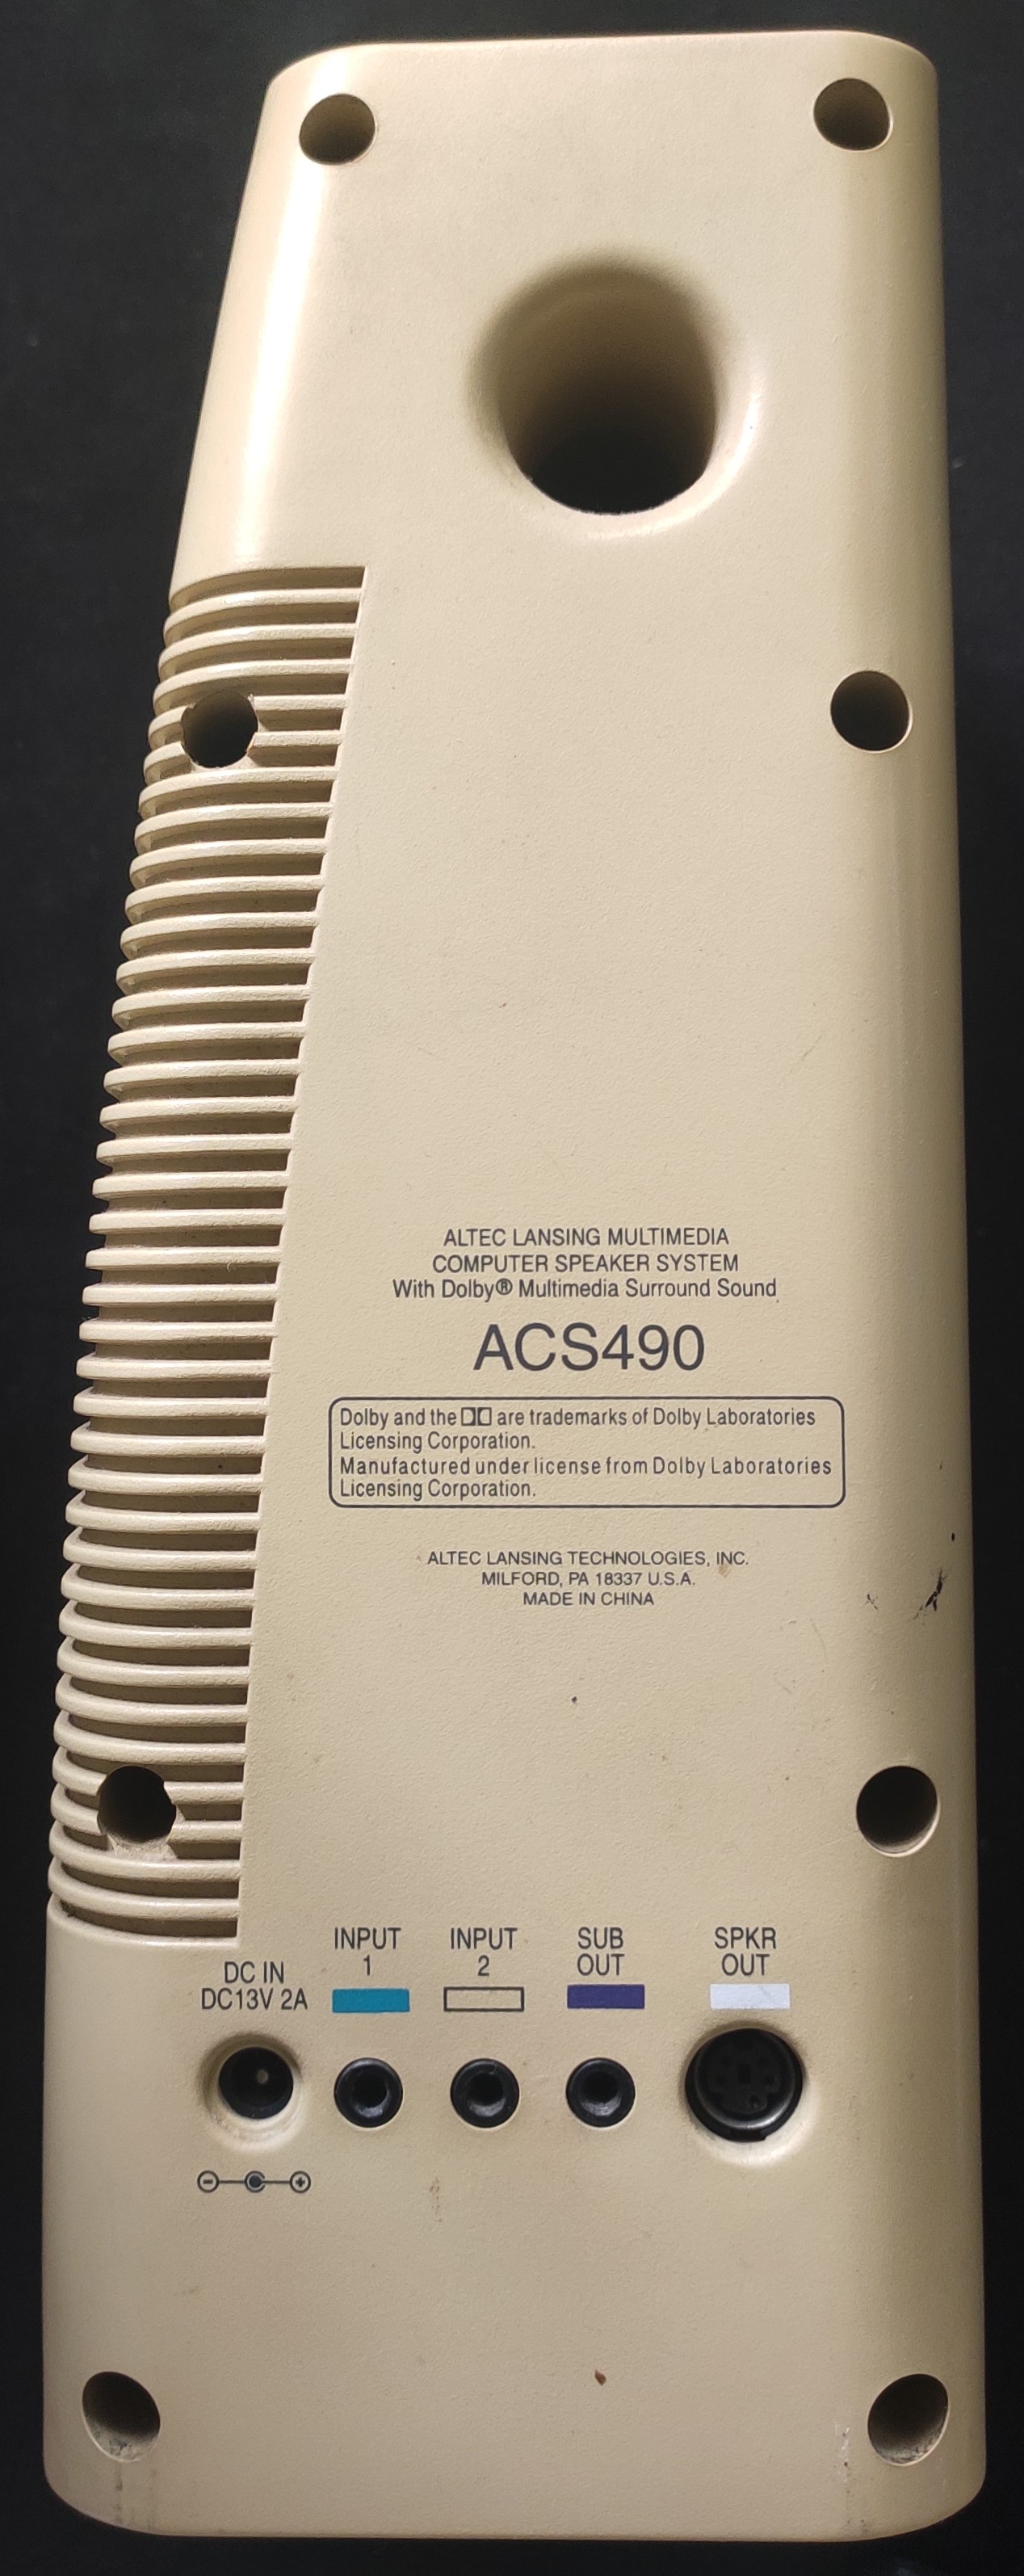 ALTEC LANSING MULTIMEDIA
COMPUTER SPEAKER SYSTEM
With Dolby® Multimedia Surround Sound
ACS490
Dolby and the are trademarks of Dolby Laboratories
Licensing Corporation.
Manufactured under license from Dolby Laboratories
Licensing Corporation.
ALTEC LANSING TECHNOLOGIES, INC.
MILFORD, PA 18337 U.S.A.
MADE IN CHINA
DC IN
DC13V 2A
INPUT
1
INPUT
2
SUB
OUT
SPKR
OUT